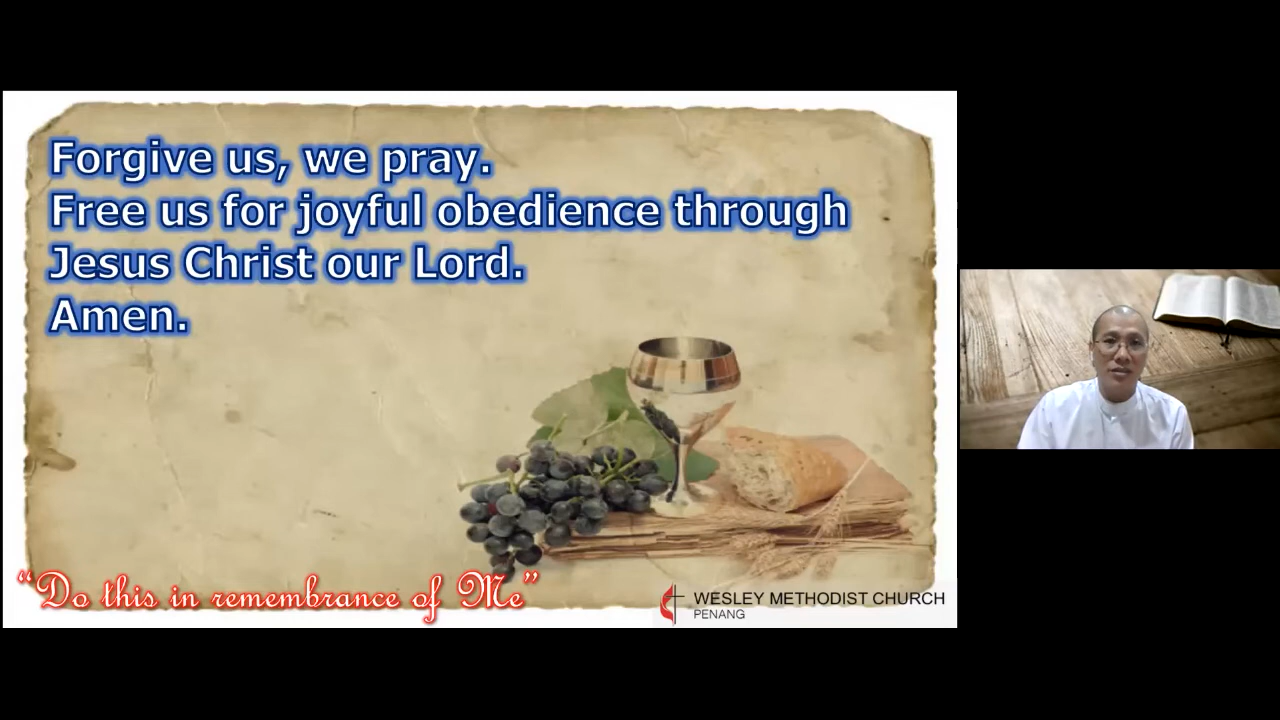 Forgive us, we pray.
Free us for joyful obedience through
Jesus Christ our Lord.
Amen.
“Do this in remembrance of Me”
WESLEY METHODIST CHURCH
PENANG